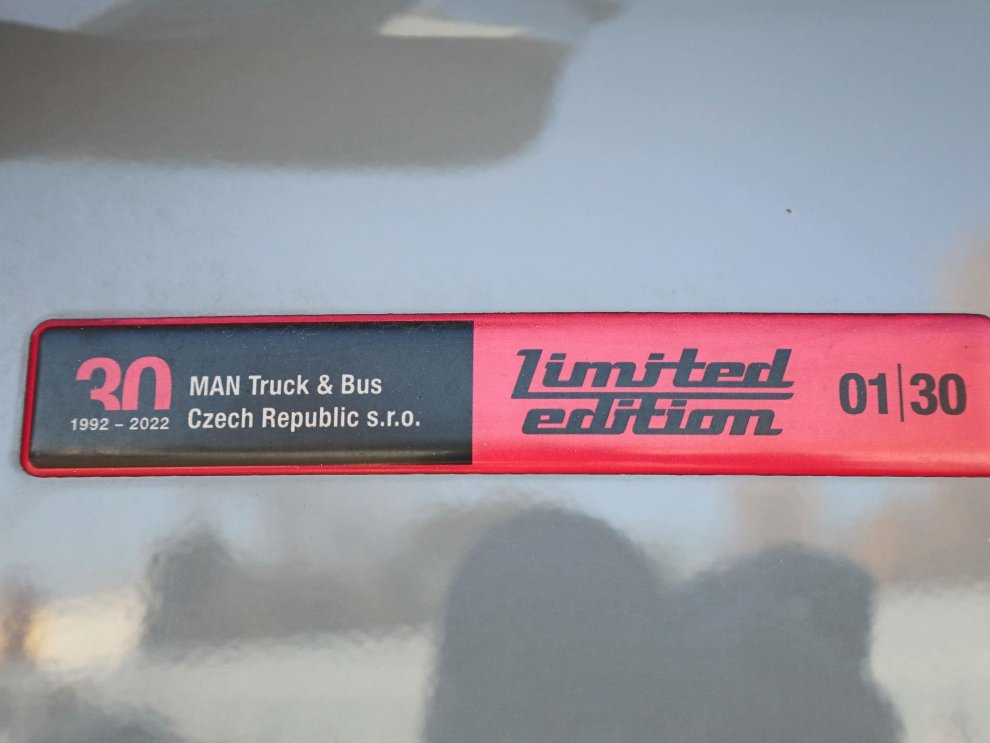 30
1992 – 2022
MAN Truck & Bus
Czech Republic s.r.o.
Limited
edition
01|30